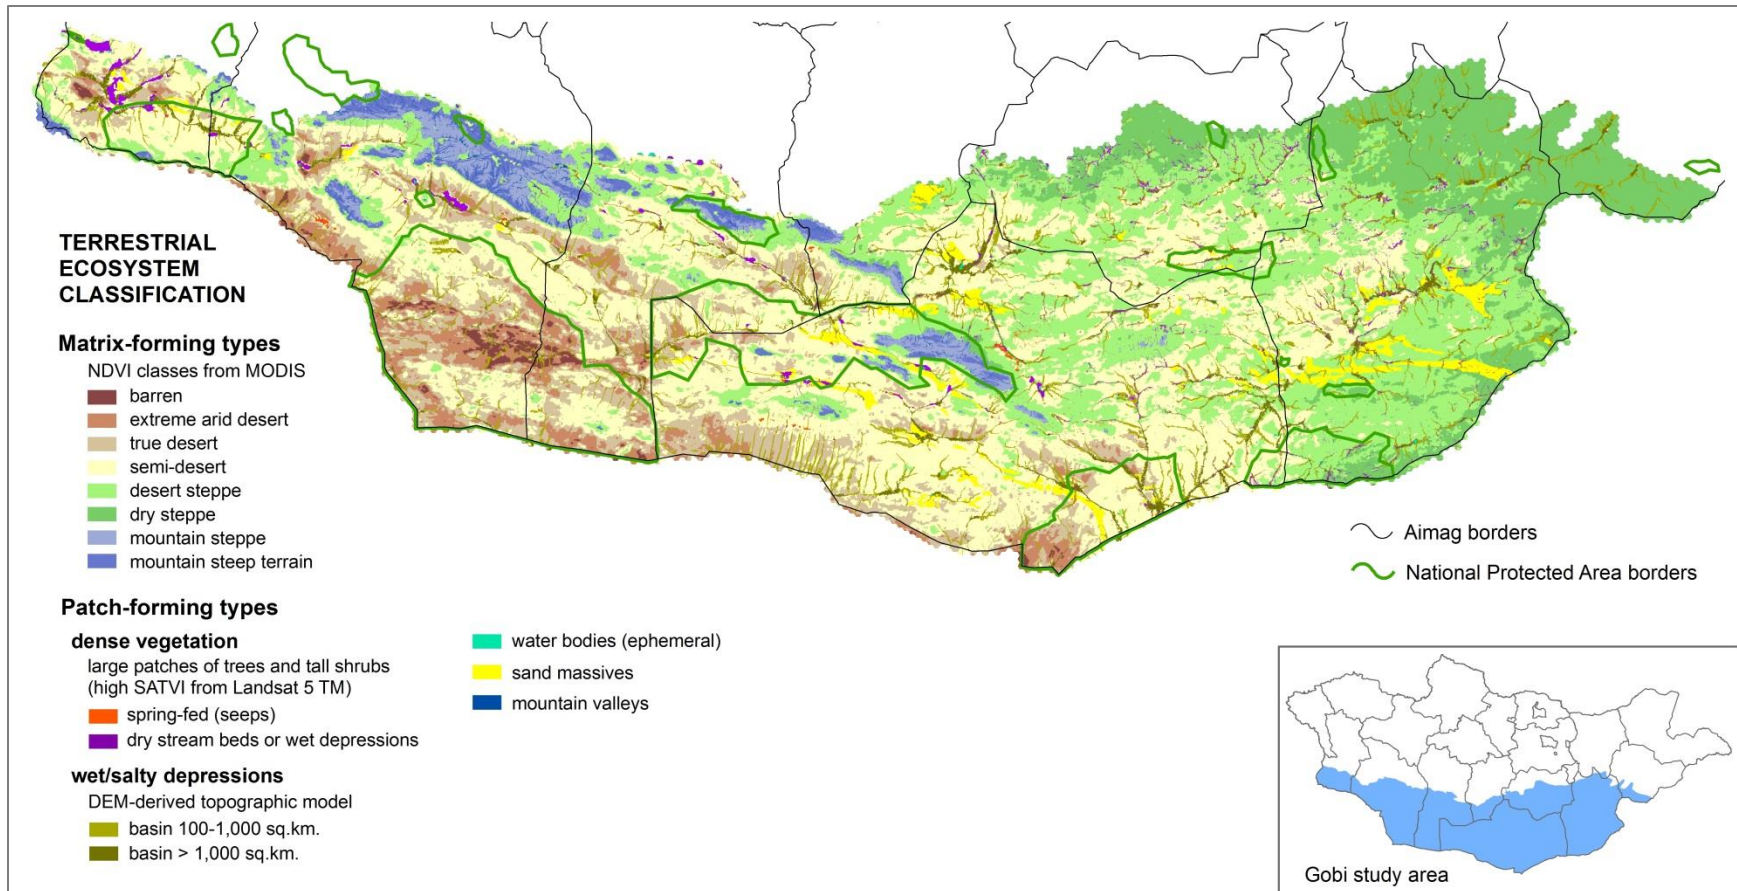 TERRESTRIAL
ECOSYSTEM
CLASSIFICATION
Matrix-forming types
NDVI classes from MODIS
barren
extreme arid desert
true desert
semi-desert
desert steppe
dry steppe
mountain steppe
mountain steep terrain
Patch-forming types
dense vegetation
large patches of trees and tall shrubs
(high SATVI from Landsat 5 TM)
spring-fed (seeps)
dry stream beds or wet depressions
wet/salty depressions
DEM-derived topographic model
basin 100-1,000 sq.km.
basin > 1,000 sq.km.
water bodies (ephemeral)
sand massives
mountain valleys
Aimag borders
National Protected Area borders
Gobi study area